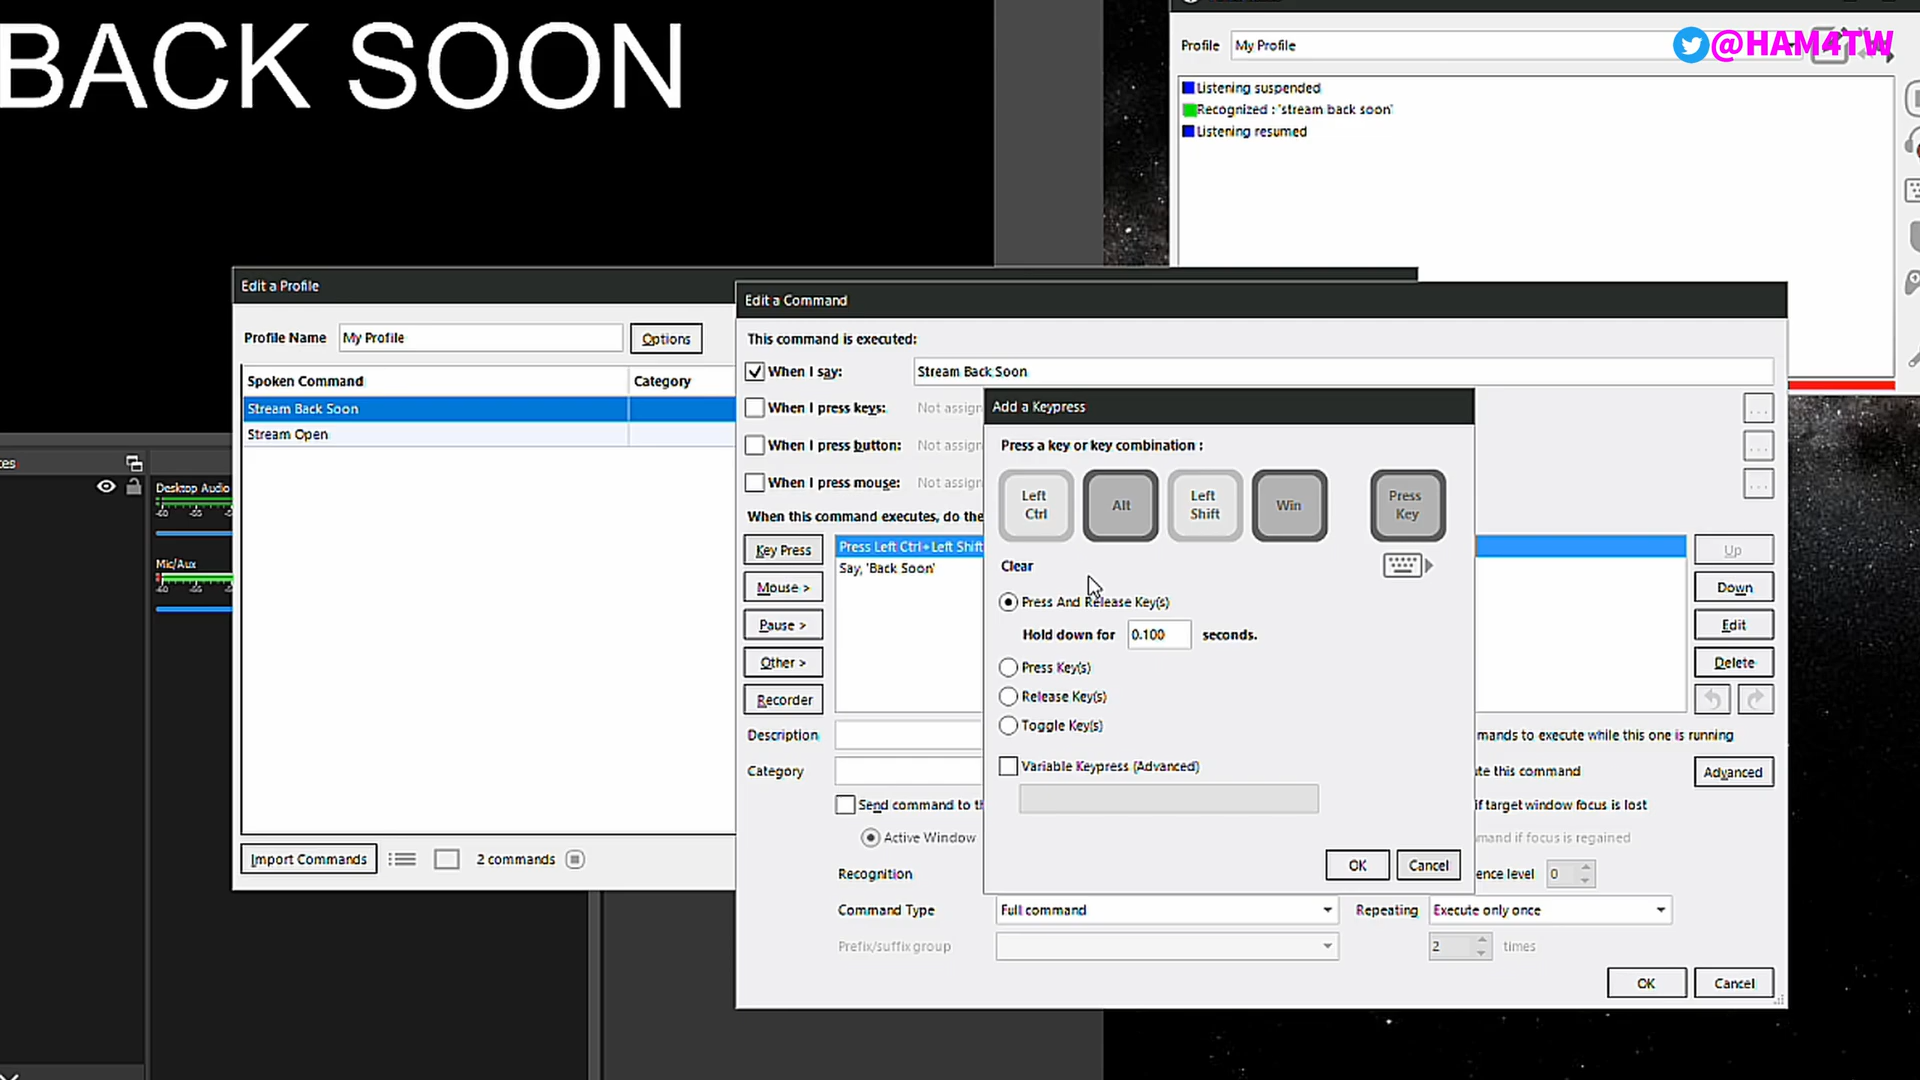 BACK SOON
Profile My Profile
@HAM4TW
Listening suspended
Recognized : 'stream back soon'
Listening resumed
Edit a Profile
Profile Name My Profile Options
Spoken Command Category
Stream Back Soon
Stream Open
Import Commands 2 commands
Desktop Audio
-60 -55
Mic/Aux
-60 -55
Edit a Command
This command is executed:
When I say: Stream Back Soon
When I press keys: Not assign
When I press button: Not assign
When I press mouse: Not assign
When this command executes, do the
Key Press
Mouse >
Pause >
Other >
Recorder
Press Left Ctrl+Left Shift
Say, 'Back Soon'
Up
Down
Edit
Delete
Description
Category
mands to execute while this one is running
te this command
Advanced
Send command to th
if target window focus is lost
Active Window
mand if focus is regained
Recognition
ence level 0
Command Type Full command
Repeating Execute only once
Prefix/suffix group
2 times
OK Cancel
Add a Keypress
Press a key or key combination :
Left Ctrl
Alt
Left Shift
Win
Press Key
Clear
Press And Release Key(s)
Hold down for 0.100 seconds.
Press Key(s)
Release Key(s)
Toggle Key(s)
Variable Keypress (Advanced)
OK Cancel